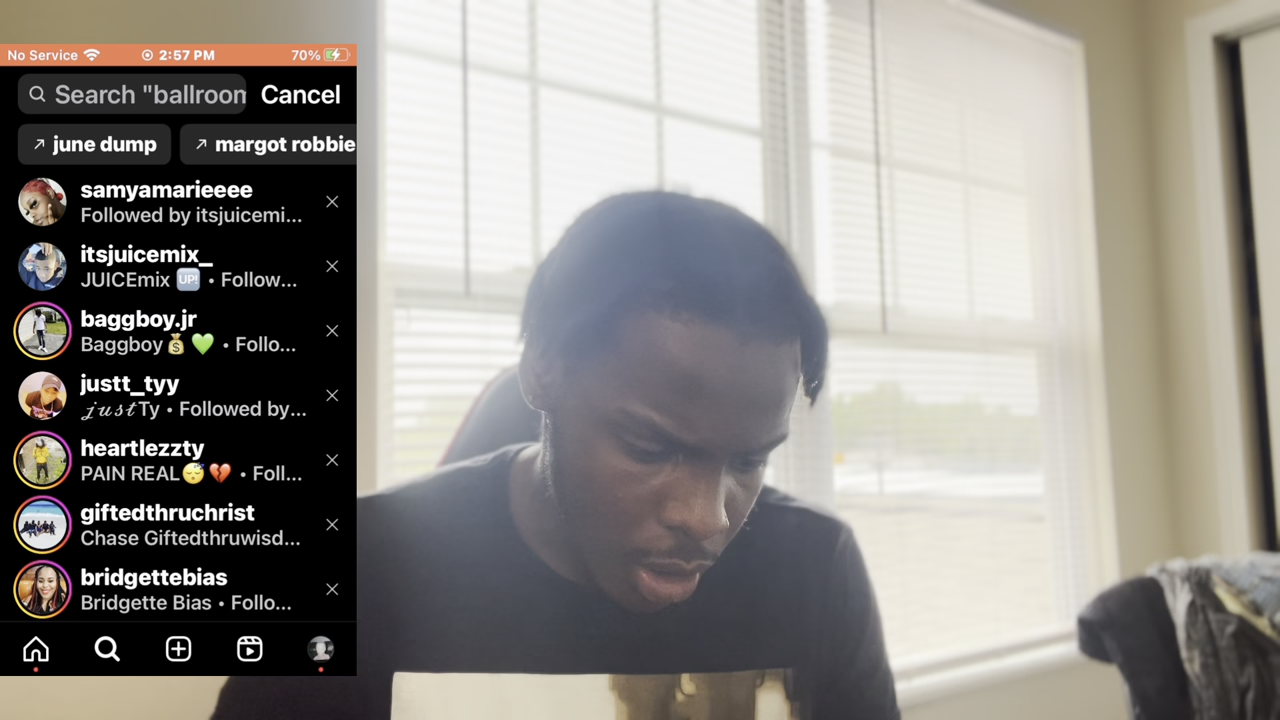 No Service 2:57 PM 70%
Search "ballroom Cancel
june dump margot robbie
samyamarieeee
Followed by itsjuicemi...
itsjuicemix_
JUICEmix 🆙 • Follow...
baggboy.jr
Baggboy💰💚 • Follo...
justt_tyy
𝓳𝓾𝓼𝓽Ty • Followed by...
heartlezzty
PAIN REAL😴💔 • Foll...
giftedthruchrist
Chase Giftedthruwisd...
bridgettebias
Bridgette Bias • Follo...